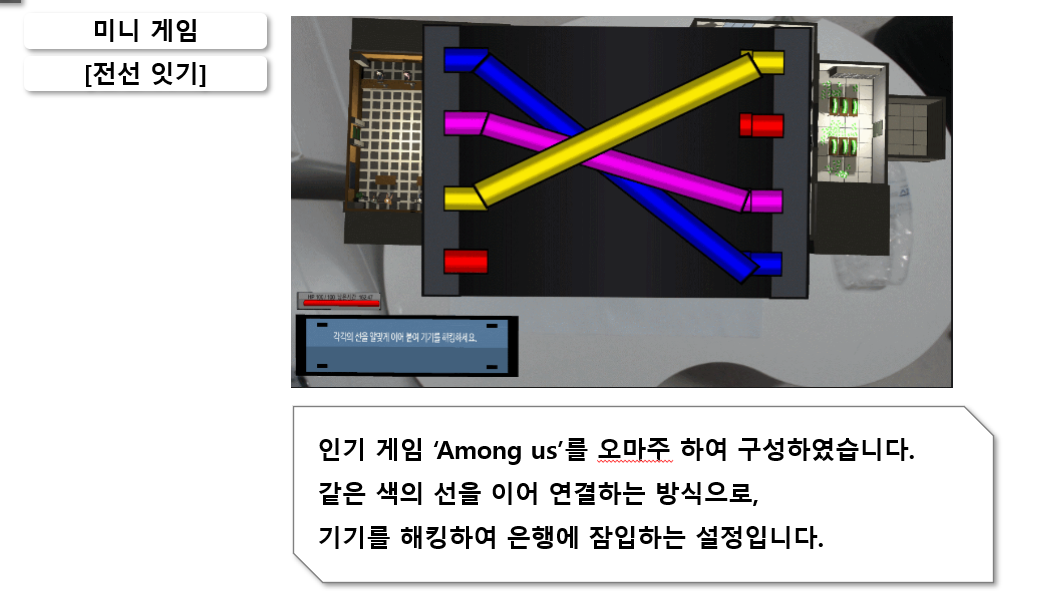 미니 게임
[전선 잇기]
각각의 선을 알맞게 이어 붙여 기기를 해킹하세요.
인기 게임 ‘Among us’를 오마주 하여 구성하였습니다.
같은 색의 선을 이어 연결하는 방식으로,
기기를 해킹하여 은행에 잠입하는 설정입니다.